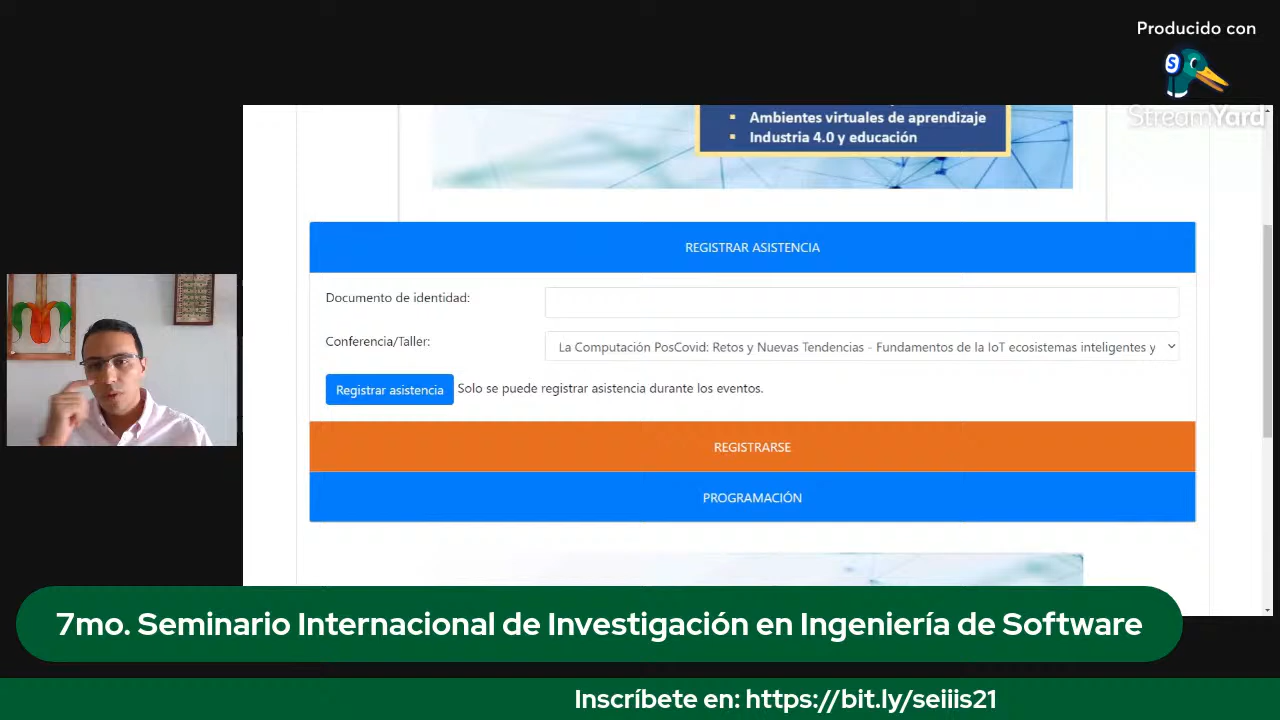 Producido con
StreamYard
Ambientes virtuales de aprendizaje
Industria 4.0 y educación
REGISTRAR ASISTENCIA
Documento de identidad:
Conferencia/Taller:
La Computación PosCovid: Retos y Nuevas Tendencias - Fundamentos de la IoT ecosistemas inteligentes y
Registrar asistencia Solo se puede registrar asistencia durante los eventos.
REGISTRARSE
PROGRAMACIÓN
7mo. Seminario Internacional de Investigación en Ingeniería de Software
Inscríbete en: https://bit.ly/seiiis21